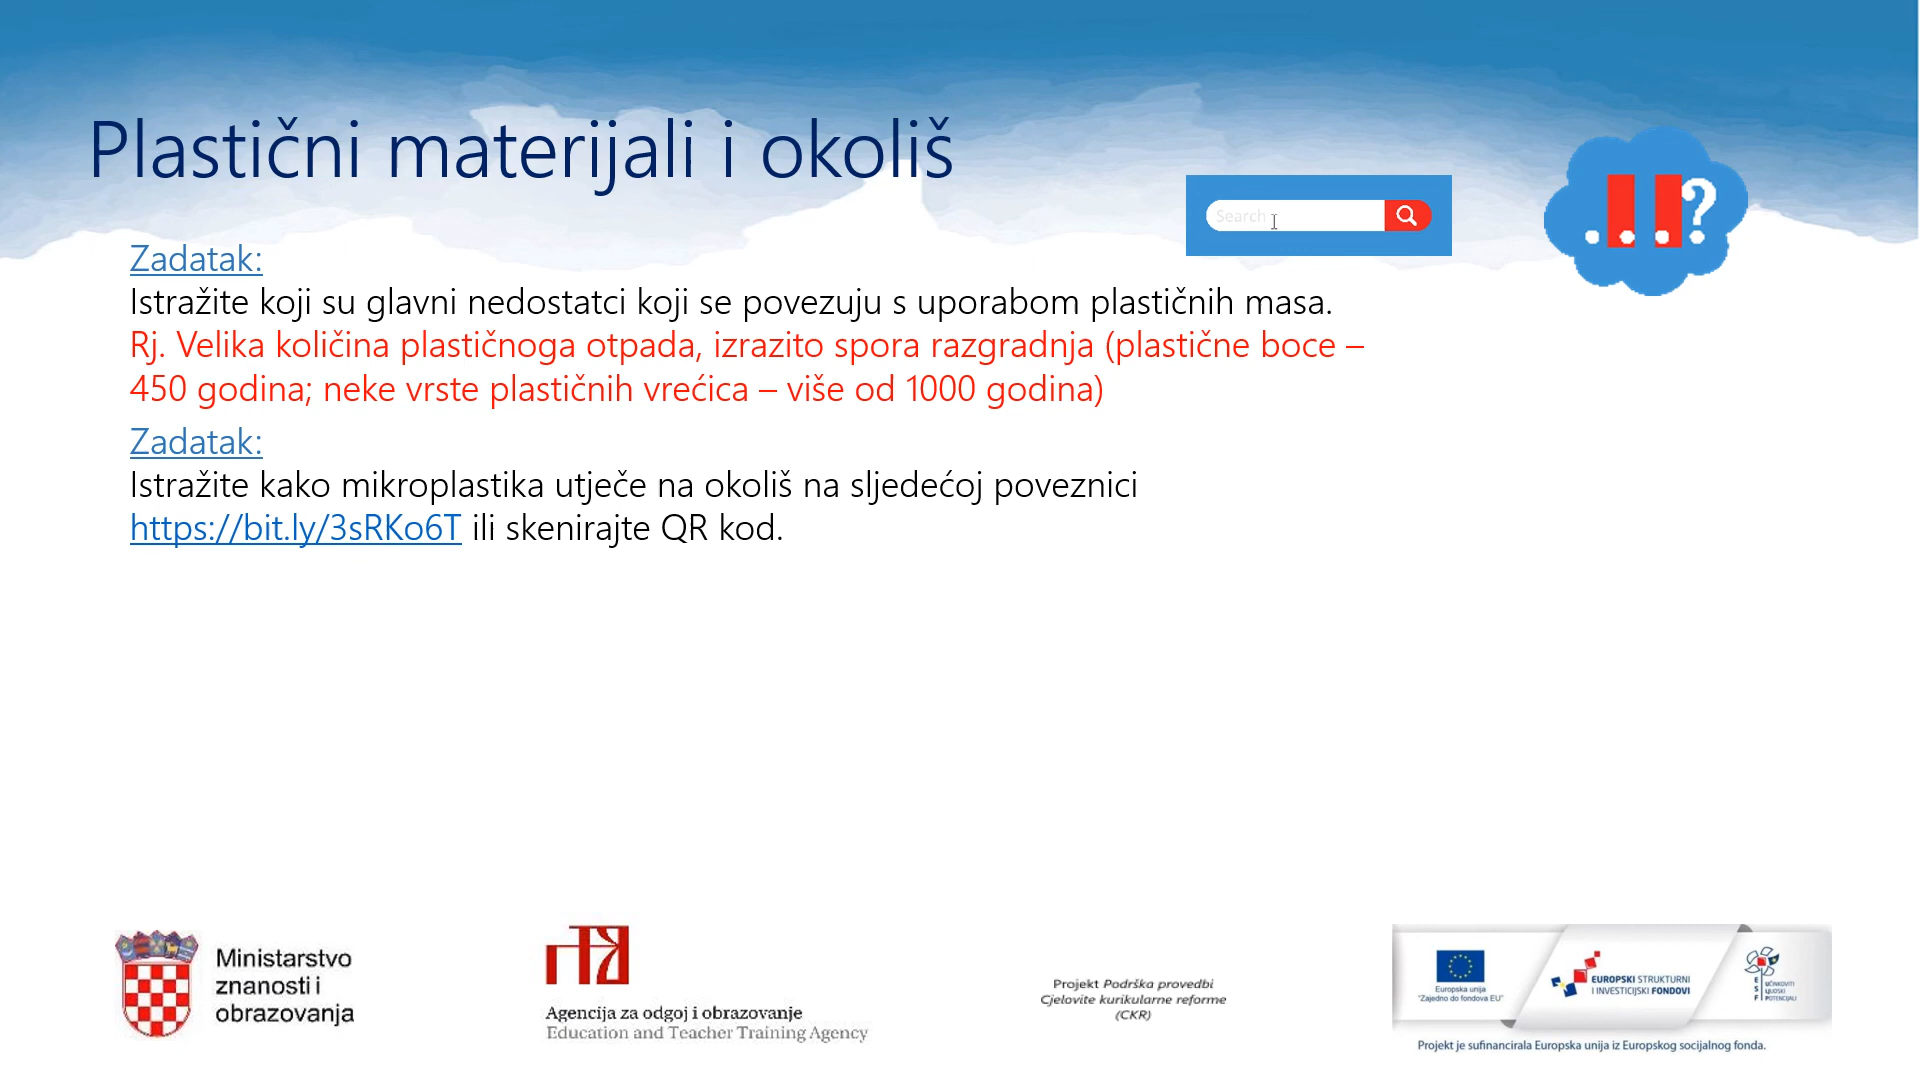 Plastični materijali i okoliš
Search
Zadatak:
Istražite koji su glavni nedostatci koji se povezuju s uporabom plastičnih masa.
Rj. Velika količina plastičnoga otpada, izrazito spora razgradnja (plastične boce –
450 godina; neke vrste plastičnih vrećica – više od 1000 godina)
Zadatak:
Istražite kako mikroplastika utječe na okoliš na sljedećoj poveznici
https://bit.ly/3sRKo6T ili skenirajte QR kod.
Ministarstvo
znanosti i
obrazovanja
Agencija za odgoj i obrazovanje
Education and Teacher Training Agency
Projekt Podrška provedbi
Cjelovite kurikularne reforme
(CKR)
Europska unija
"Zajedno do fondova EU"
EUROPSKI STRUKTURNI
I INVESTICIJSKI FONDOVI
ESF
UČINKOVITI
LJUDSKI
POTENCIJALI
Projekt je sufinancirala Europska unija iz Europskog socijalnog fonda.